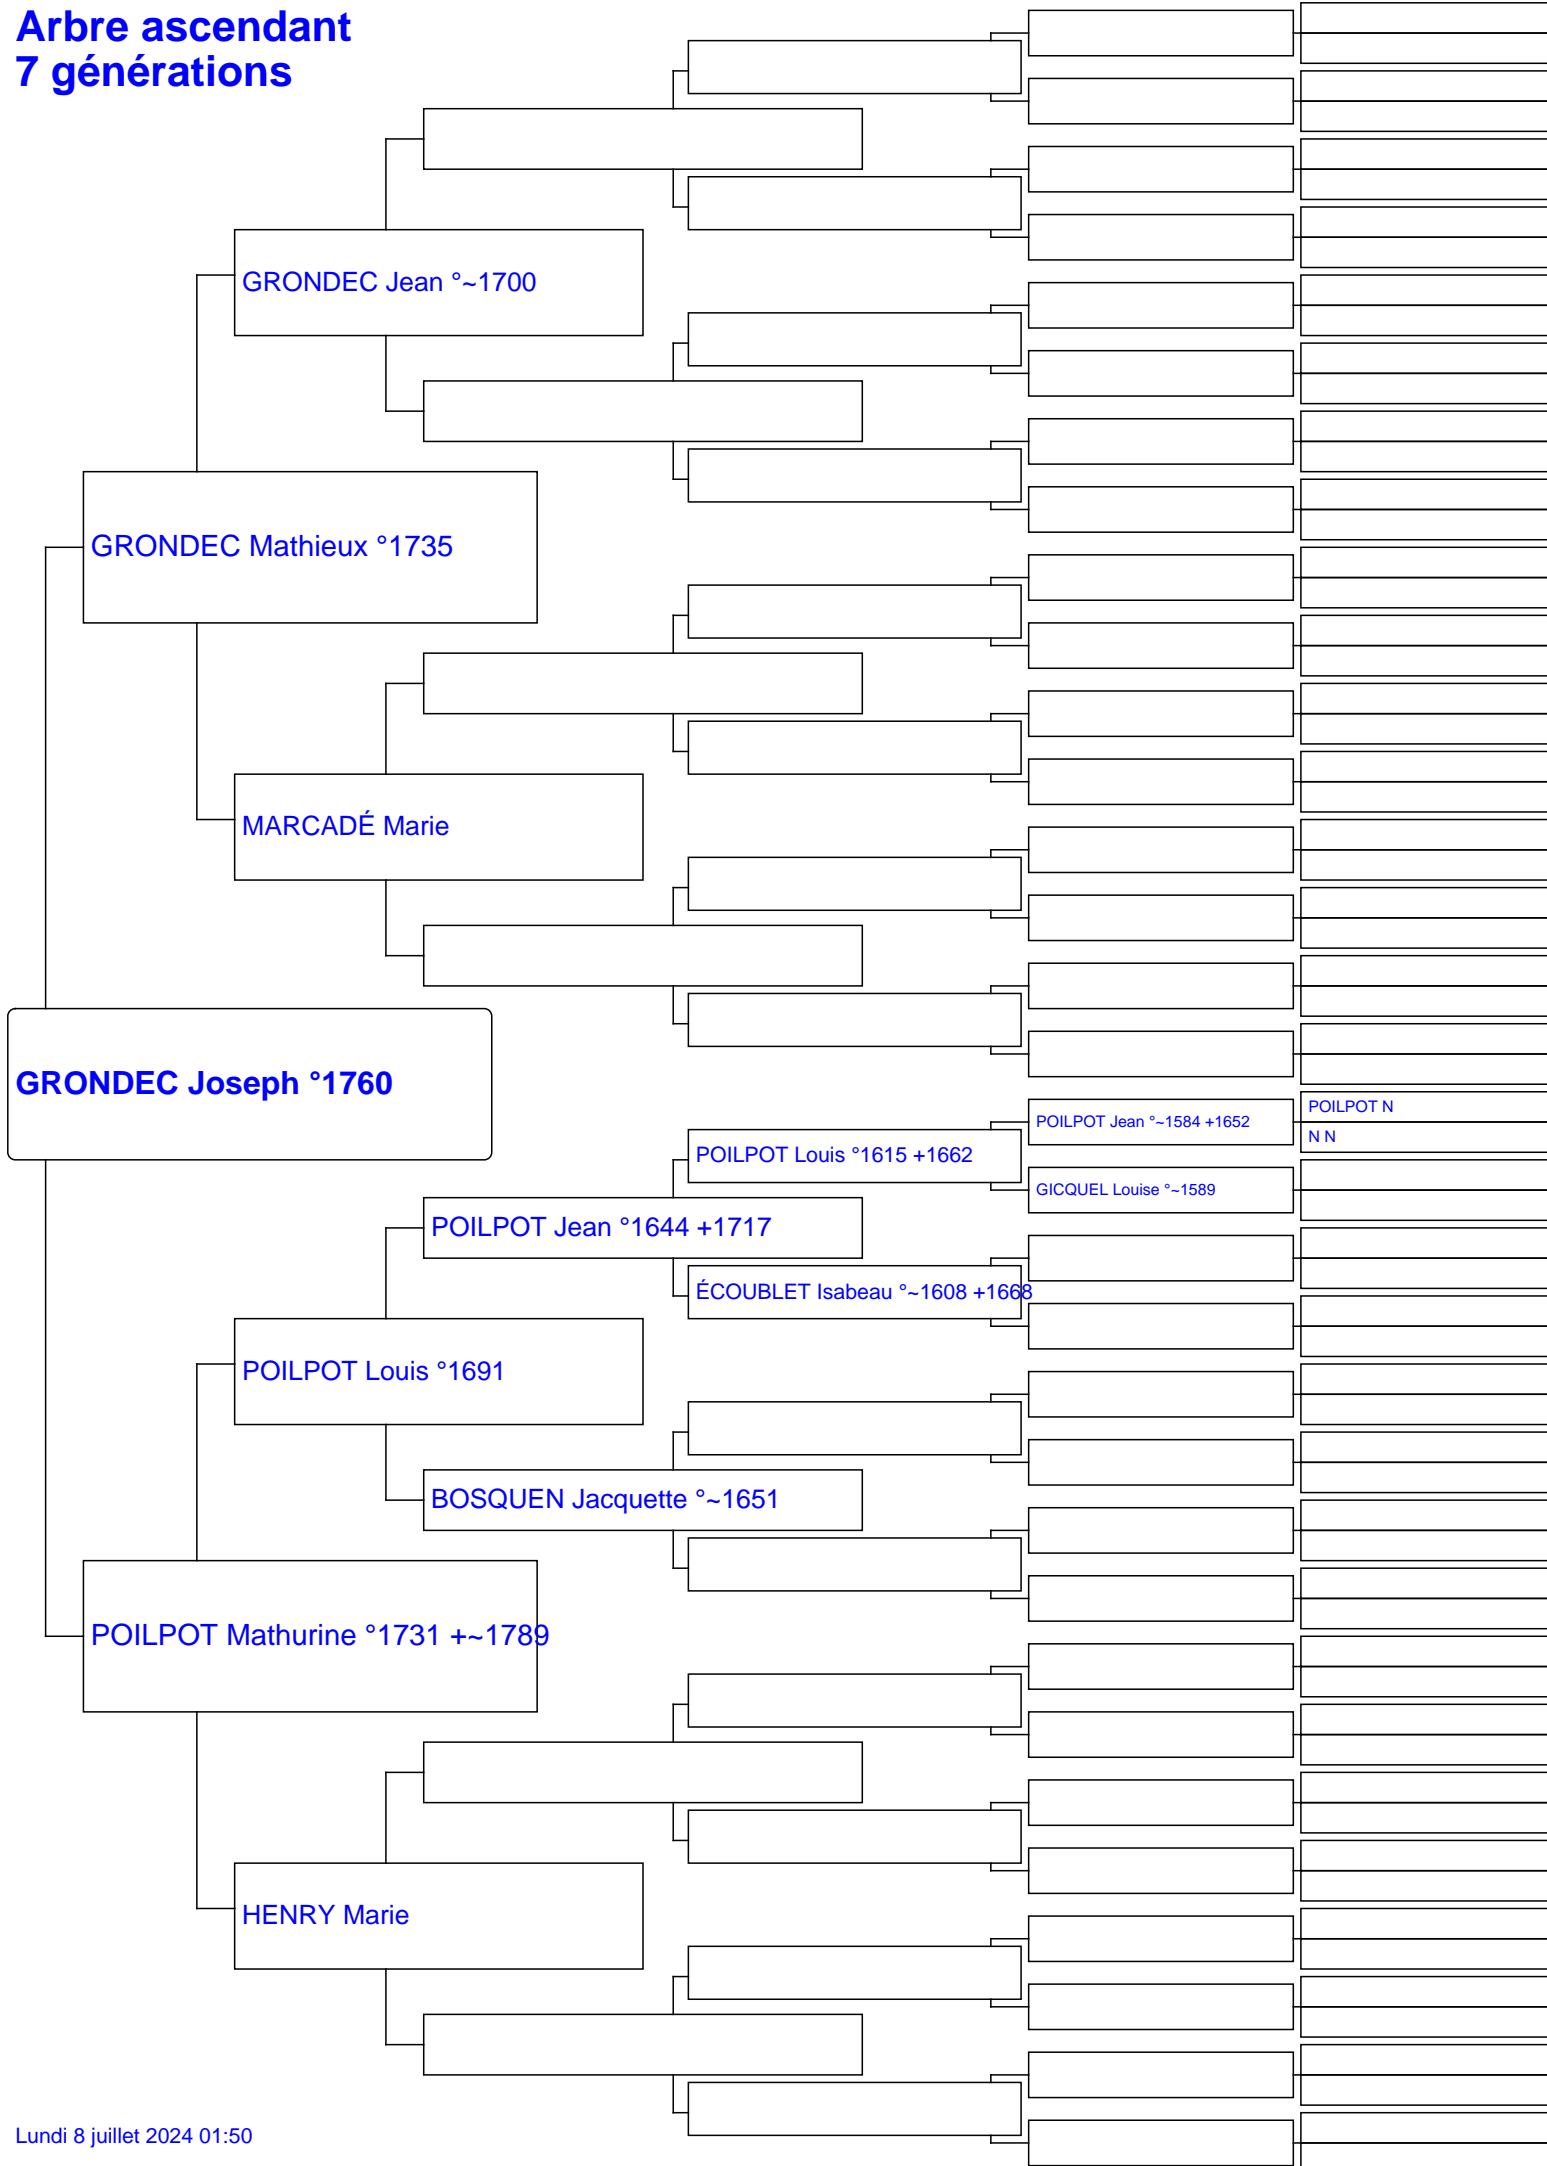 Arbre ascendant
7 générations
GRONDEC Jean °~1700
GRONDEC Mathieux °1735
MARCADÉ Marie
GRONDEC Joseph °1760
POILPOT N
POILPOT Jean °~1584 +1652
N N
POILPOT Louis °1615 +1662
GICQUEL Louise °~1589
POILPOT Jean °1644 +1717
ÉCOUBLET Isabeau °~1608 +1668
POILPOT Louis °1691
BOSQUEN Jacquette °~1651
POILPOT Mathurine °1731 +~1789
HENRY Marie
Lundi 8 juillet 2024 01:50